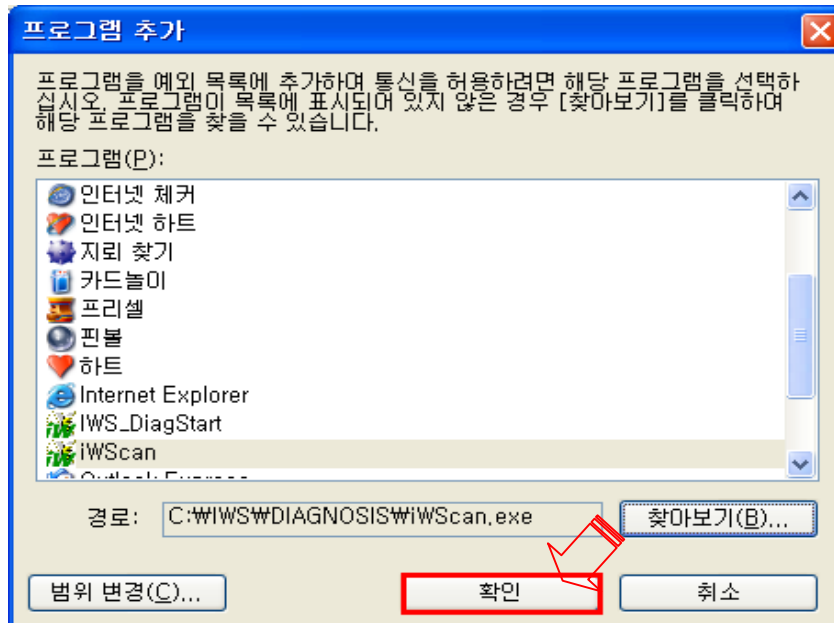 프로그램 추가
프로그램을 예외 목록에 추가하여 통신을 허용하려면 해당 프로그램을 선택하
십시오. 프로그램이 목록에 표시되어 있지 않은 경우 [찾아보기]를 클릭하여
해당 프로그램을 찾을 수 있습니다.
프로그램(P):
인터넷 체커
인터넷 하트
지뢰 찾기
카드놀이
프리셀
핀볼
하트
Internet Explorer
IWS_DiagStart
iWScan
Outlook Express
경로: C:₩IWS₩DIAGNOSIS₩iWScan.exe 찾아보기(B)...
범위 변경(C)... 확인 취소